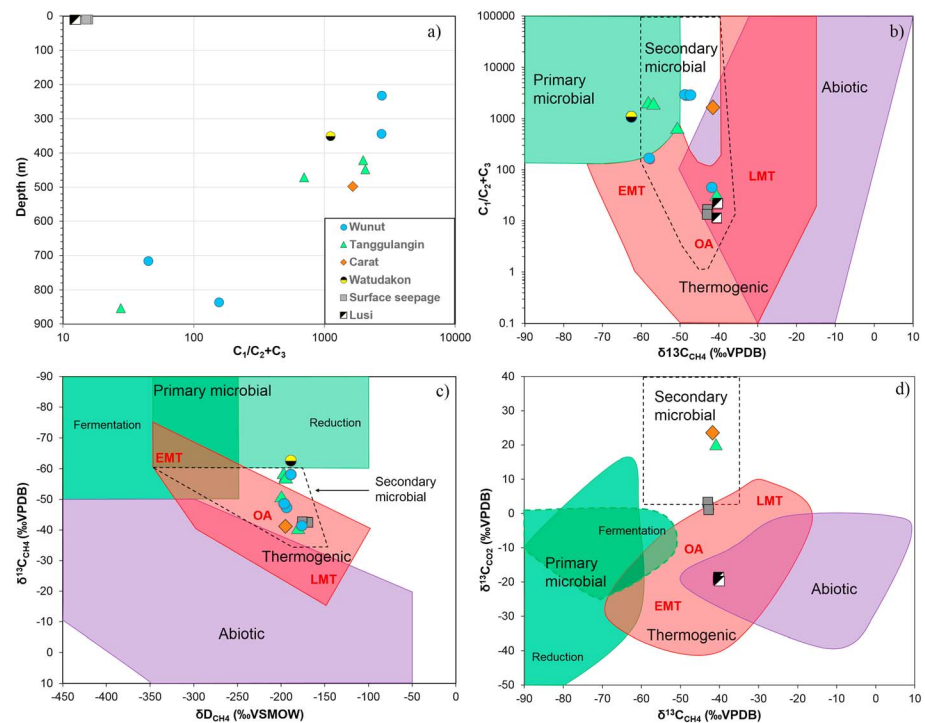 a)
0
100
200
300
400
500
600
700
800
900
Depth (m)
Wunut
Tanggulangin
Carat
Watudakon
Surface seepage
Lusi
10
100
1000
10000
C₁/C₂+C₃
b)
100000
10000
1000
100
10
1
0.1
C₁/C₂+C₃
Primary
microbial
Secondary
microbial
Abiotic
EMT
LMT
OA
Thermogenic
-90
-80
-70
-60
-50
-40
-30
-20
-10
0
10
δ13C_CH4 (‰VPDB)
c)
-90
-80
-70
-60
-50
-40
-30
-20
-10
0
10
δ¹³C_CH4 (‰VPDB)
Primary microbial
Fermentation
Reduction
EMT
Secondary
microbial
OA
Thermogenic
LMT
Abiotic
-450
-400
-350
-300
-250
-200
-150
-100
-50
0
δD_CH4 (‰VSMOW)
d)
40
30
20
10
0
-10
-20
-30
-40
-50
δ¹³C_CO2 (‰VPDB)
Secondary
microbial
LMT
Fermentation
OA
Primary
microbial
EMT
Abiotic
Thermogenic
Reduction
-90
-80
-70
-60
-50
-40
-30
-20
-10
0
10
δ¹³C_CH4 (‰VPDB)